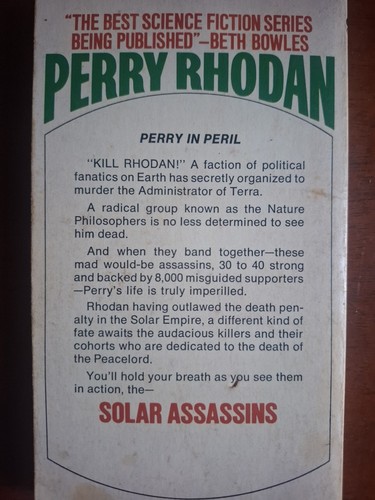 "THE BEST SCIENCE FICTION SERIES
BEING PUBLISHED"—BETH BOWLES
PERRY RHODAN
PERRY IN PERIL
"KILL RHODAN!" A faction of political
fanatics on Earth has secretly organized to
murder the Administrator of Terra.
A radical group known as the Nature
Philosophers is no less determined to see
him dead.
And when they band together—these
mad would-be assassins, 30 to 40 strong
and backed by 8,000 misguided supporters
—Perry's life is truly imperilled.
Rhodan having outlawed the death pen-
alty in the Solar Empire, a different kind of
fate awaits the audacious killers and their
cohorts who are dedicated to the death of
the Peacelord.
You'll hold your breath as you see them
in action, the—
SOLAR ASSASSINS